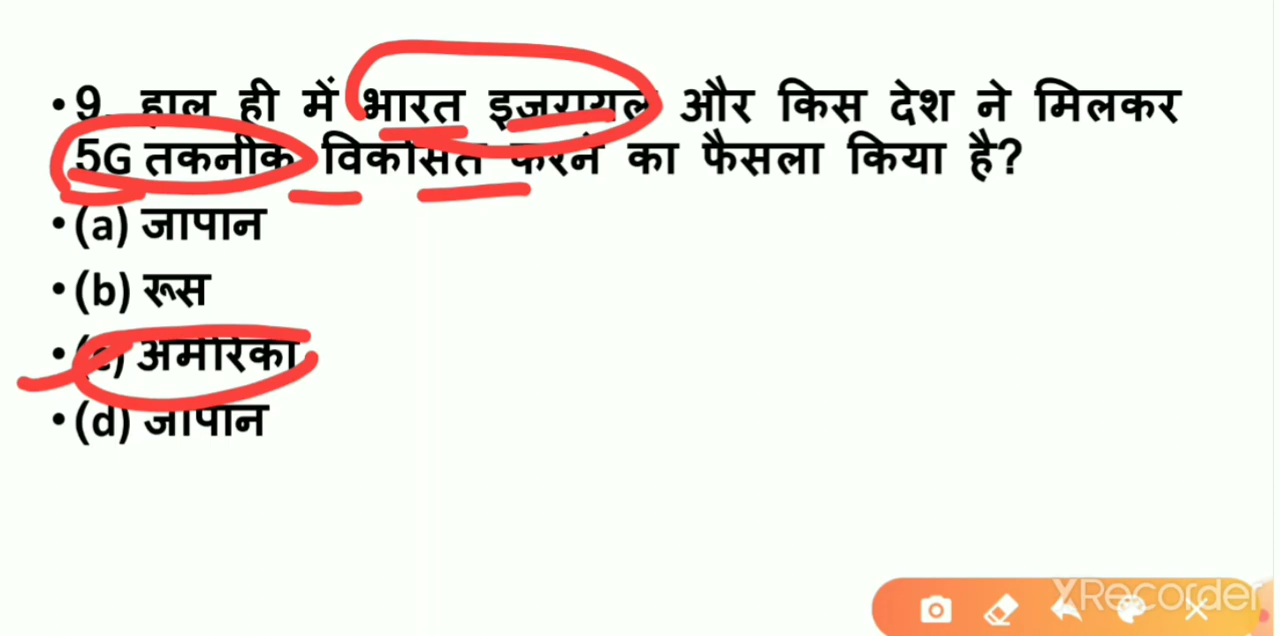 •9. हाल ही में भारत इजरायल और किस देश ने मिलकर
5G तकनीक विकसित करने का फैसला किया है?
•(a) जापान
•(b) रूस
•(c) अमेरिका
•(d) जापान
XRecorder